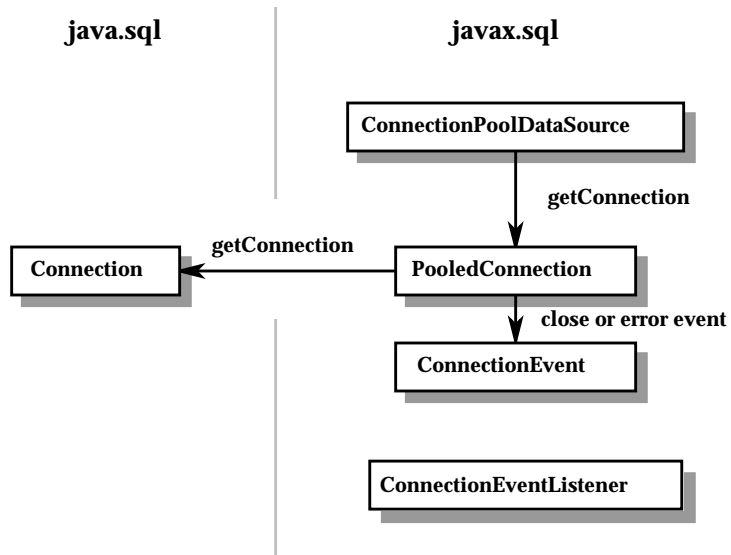 java.sql
javax.sql
ConnectionPoolDataSource
getConnection
getConnection
Connection
PooledConnection
close or error event
ConnectionEvent
ConnectionEventListener